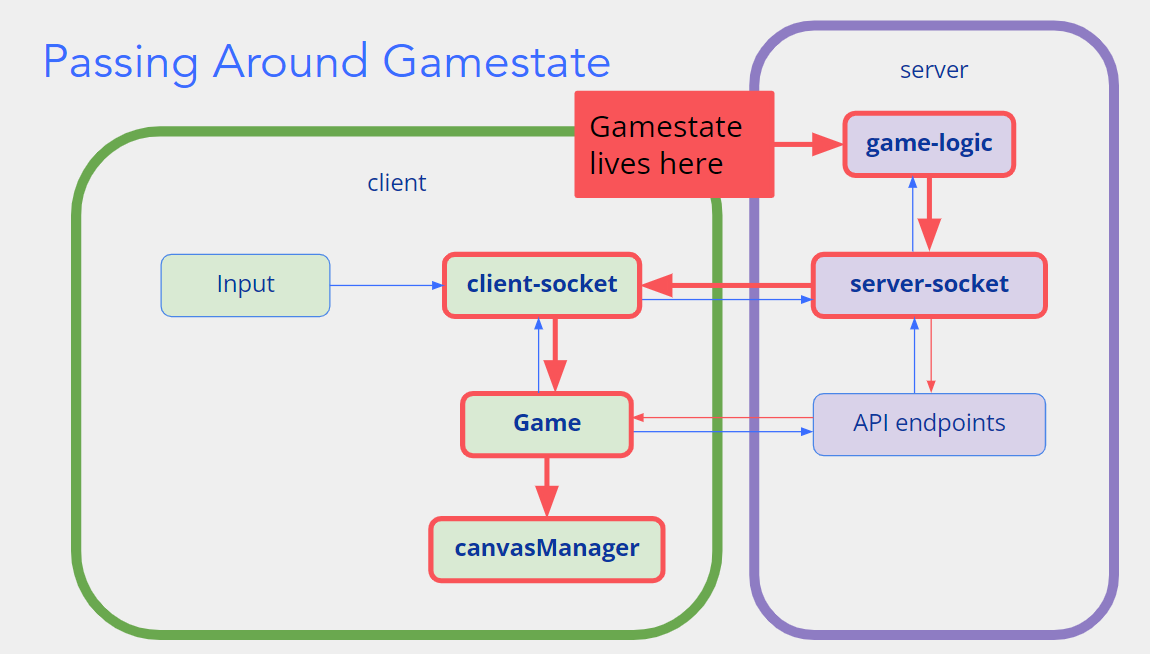 Passing Around Gamestate
server
Gamestate
lives here
game-logic
client
Input
client-socket
server-socket
Game
API endpoints
canvasManager